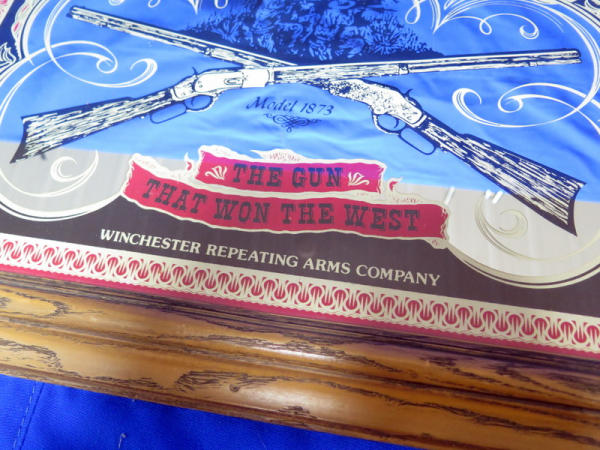 Model 1873
THE GUN
THAT WON THE WEST
WINCHESTER REPEATING ARMS COMPANY